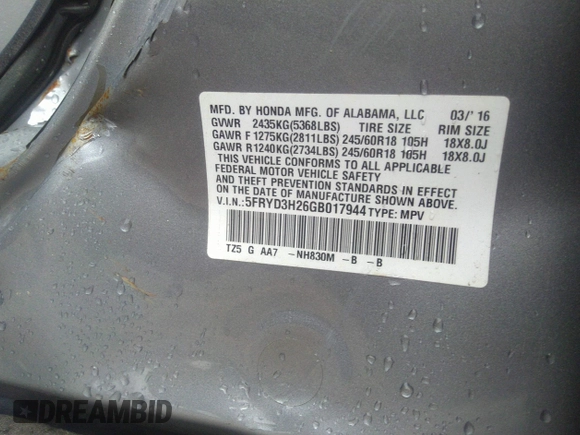 MFD. BY HONDA MFG. OF ALABAMA, LLC 03/'16
GVWR 2435KG(5368LBS) TIRE SIZE RIM SIZE
GAWR F 1275KG(2811LBS) 245/60R18 105H 18X8.0J
GAWR R1240KG(2734LBS) 245/60R18 105H 18X8.0J
THIS VEHICLE CONFORMS TO ALL APPLICABLE
FEDERAL MOTOR VEHICLE SAFETY
STANDARDS IN EFFECT
ON THE DATE OF MANUFACTURE SHOWN ABOVE.
V.I.N.:5FRYD3H26GB017944 TYPE: MPV
TZ5 G AA7 -NH830M -B -B
DREAMBID